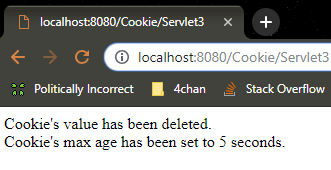 localhost:8080/Cookie/Servlet3
localhost:8080/Cookie/Servlet3
Politically Incorrect 4chan Stack Overflow
Cookie's value has been deleted.
Cookie's max age has been set to 5 seconds.